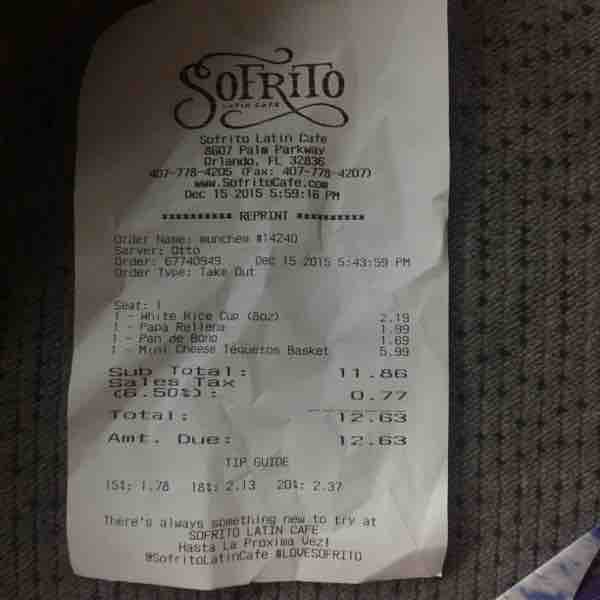 SOFRITO
LATIN CAFE
Sofrito Latin Cafe
8607 Palm Parkway
Orlando, FL 32836
407-778-4205 (Fax: 407-778-4207)
www.SofritoCafe.com
Dec 15 2015 5:59:16 PM
********** REPRINT **********
Order Name: munchem #14240
Server: Otto
Order: 67740949 Dec 15 2015 5:43:59 PM
Order Type: Take Out
Seat: 1
1 - White Rice Cup (8oz) 2.19
1 - Papa Rellena 1.99
1 - Pan de Bono 1.69
1 - Mini Cheese Tequeños Basket 5.99
Sub Total: 11.86
Sales Tax
(6.50%): 0.77
Total: 12.63
Amt. Due: 12.63
TIP GUIDE
15%: 1.78 18%: 2.13 20%: 2.37
There's always something new to try at
SOFRITO LATIN CAFE
Hasta La Proxima Vez!
@SofritoLatinCafe #LOVESOFRITO